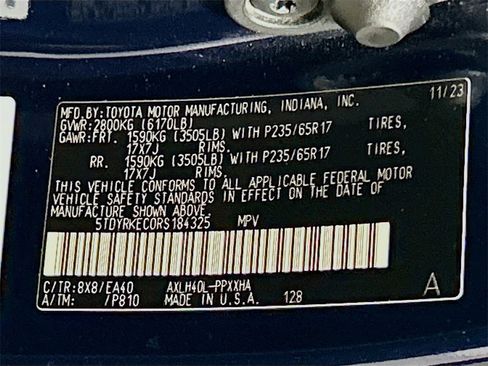 MFD. BY: TOYOTA MOTOR MANUFACTURING, INDIANA, INC. 11/23
GVWR: 2800KG (6170LB)
GAWR: FRT. 1590KG (3505LB) WITH P235/65R17 TIRES,
17X7J RIMS.
RR. 1590KG (3505LB) WITH P235/65R17 TIRES,
17X7J RIMS.
THIS VEHICLE CONFORMS TO ALL APPLICABLE FEDERAL MOTOR
VEHICLE SAFETY STANDARDS IN EFFECT ON THE DATE OF
MANUFACTURE SHOWN ABOVE.
5TDYRKEC0RS184325 MPV
C/TR: 8X8/EA40 AXLH40L-PPXXHA
A/TM: /P810 MADE IN U.S.A. 128 A